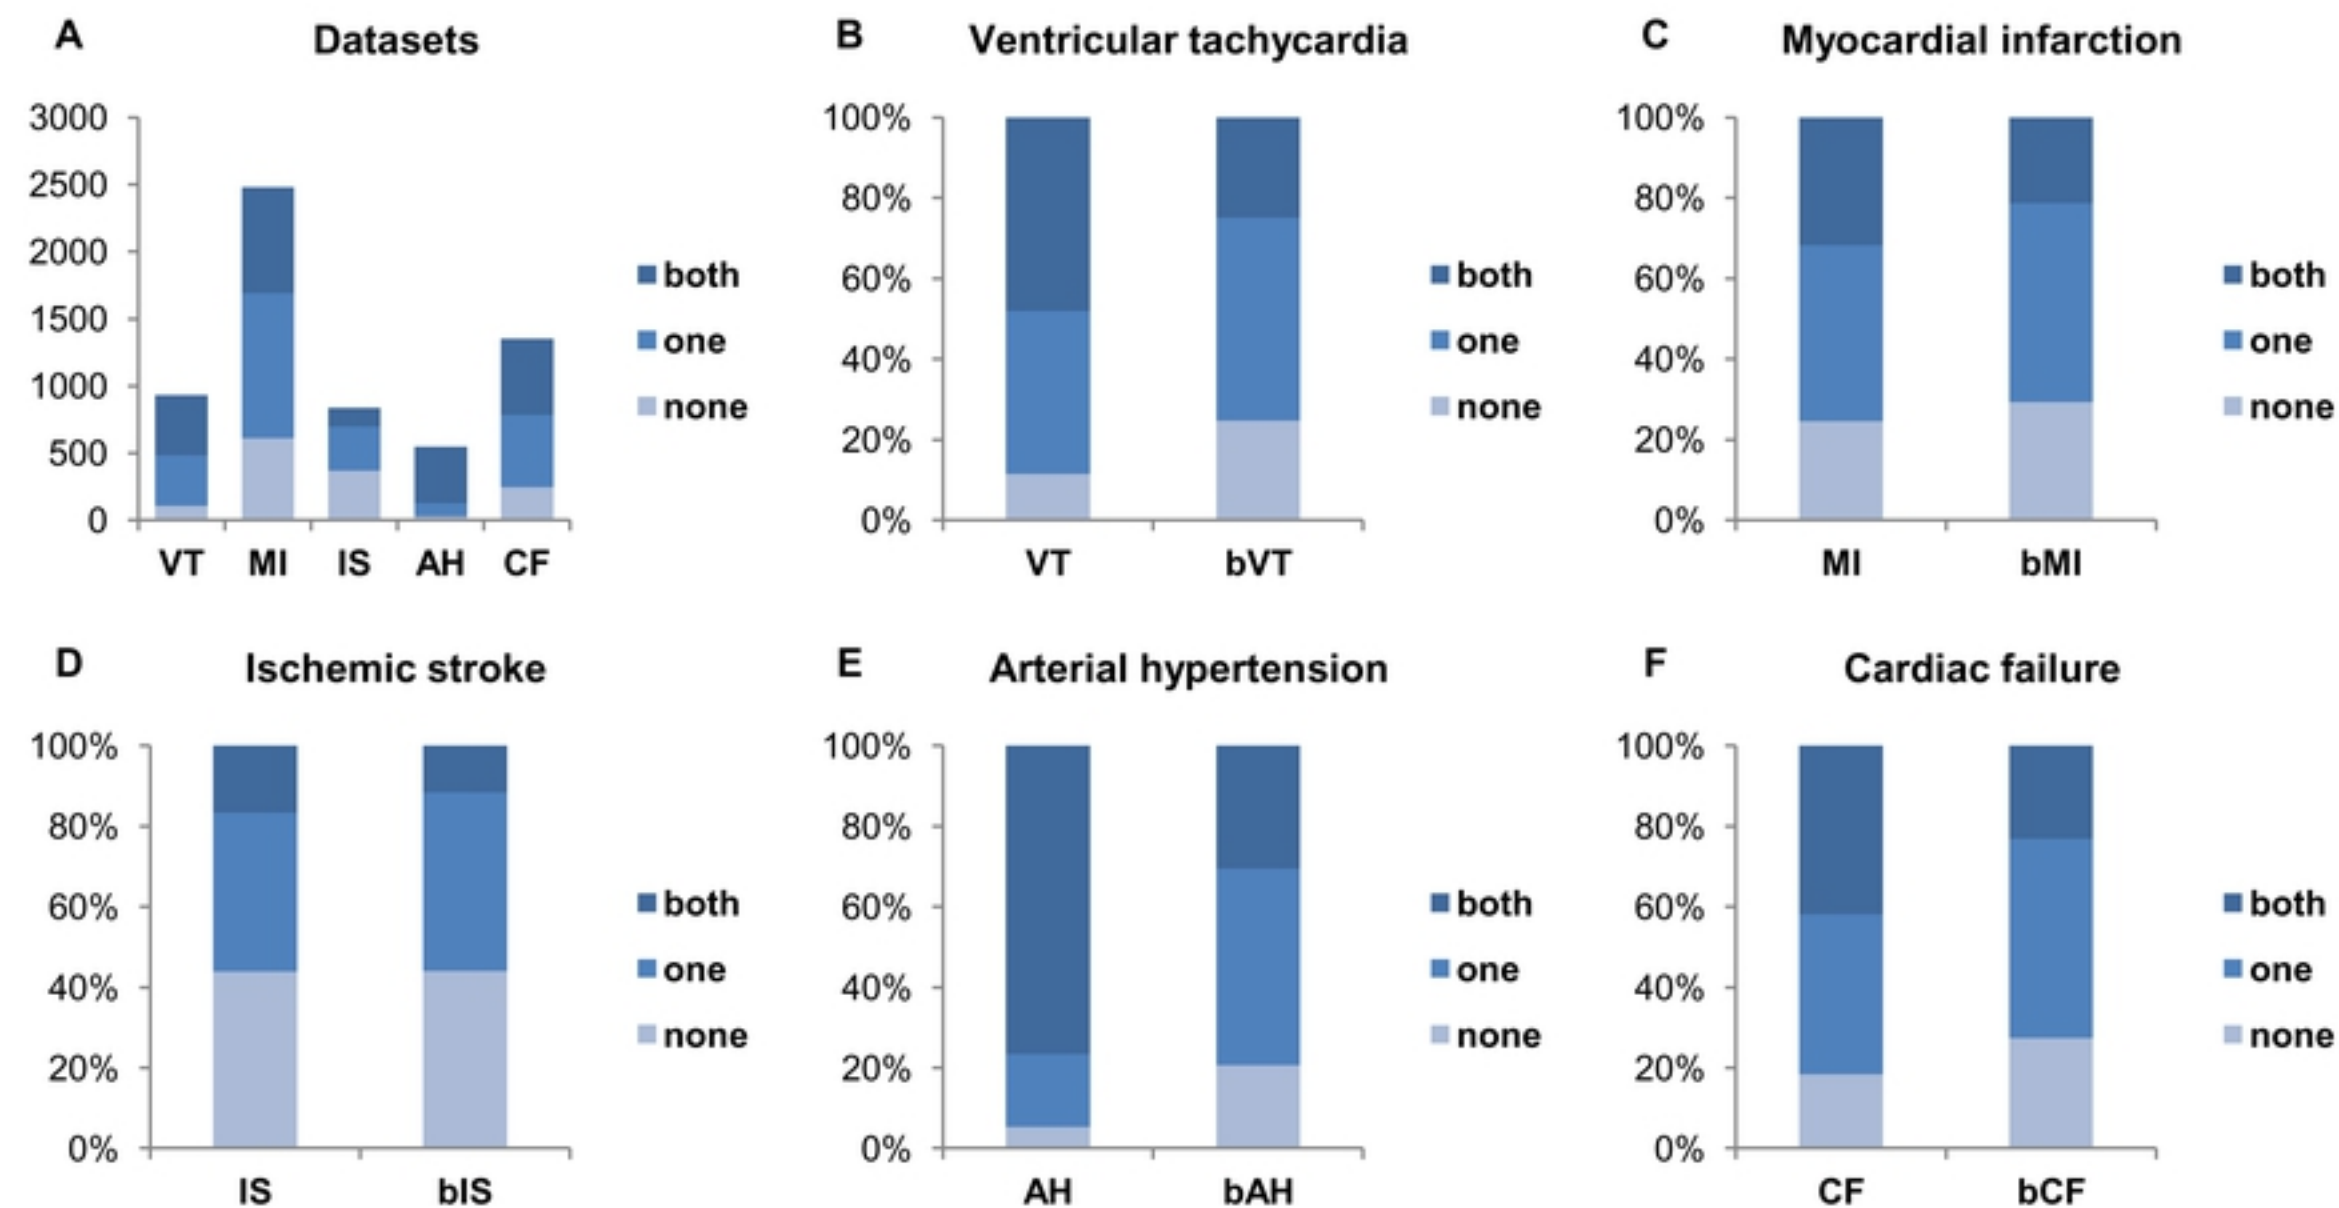 A Datasets
3000
2500
2000
1500
1000
500
0
VT MI IS AH CF
both
one
none
B Ventricular tachycardia
100%
80%
60%
40%
20%
0%
VT bVT
both
one
none
C Myocardial infarction
100%
80%
60%
40%
20%
0%
MI bMI
both
one
none
D Ischemic stroke
100%
80%
60%
40%
20%
0%
IS bIS
both
one
none
E Arterial hypertension
100%
80%
60%
40%
20%
0%
AH bAH
both
one
none
F Cardiac failure
100%
80%
60%
40%
20%
0%
CF bCF
both
one
none